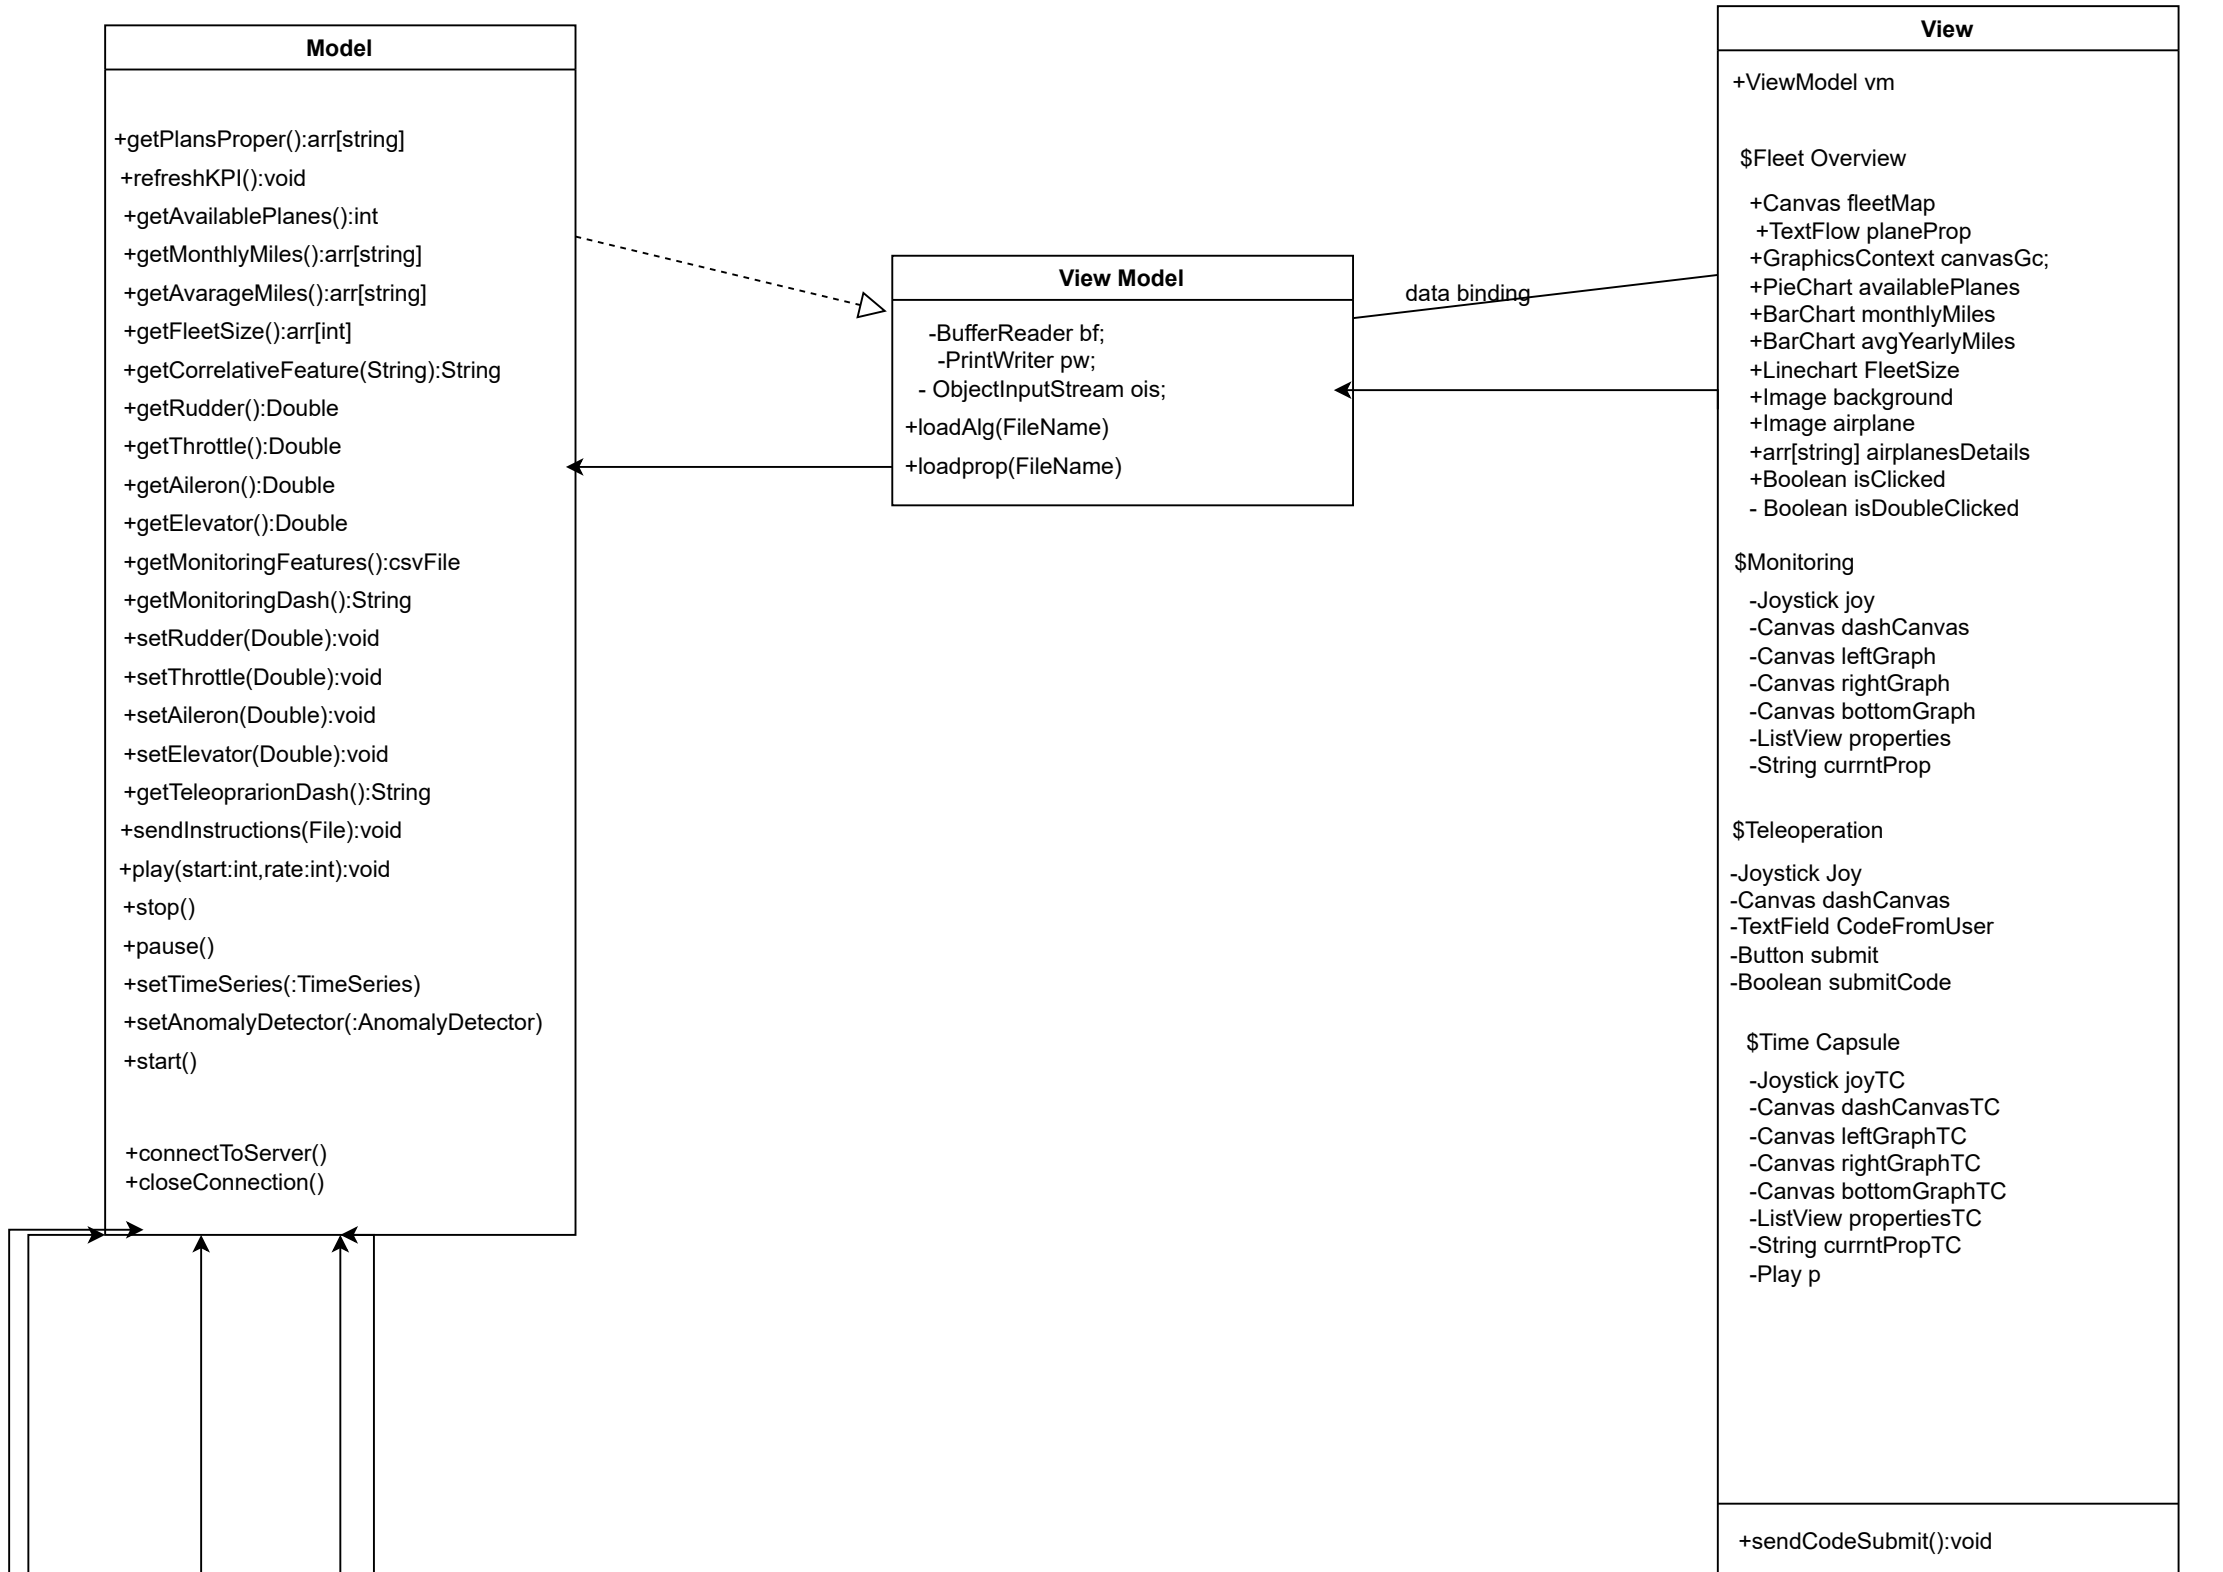 Model
+getPlansProper():arr[string]
+refreshKPI():void
+getAvailablePlanes():int
+getMonthlyMiles():arr[string]
+getAvarageMiles():arr[string]
+getFleetSize():arr[int]
+getCorrelativeFeature(String):String
+getRudder():Double
+getThrottle():Double
+getAileron():Double
+getElevator():Double
+getMonitoringFeatures():csvFile
+getMonitoringDash():String
+setRudder(Double):void
+setThrottle(Double):void
+setAileron(Double):void
+setElevator(Double):void
+getTeleoprarionDash():String
+sendInstructions(File):void
+play(start:int,rate:int):void
+stop()
+pause()
+setTimeSeries(:TimeSeries)
+setAnomalyDetector(:AnomalyDetector)
+start()
+connectToServer()
+closeConnection()
View Model
-BufferReader bf;
-PrintWriter pw;
- ObjectInputStream ois;
+loadAlg(FileName)
+loadprop(FileName)
data binding
View
+ViewModel vm
$Fleet Overview
+Canvas fleetMap
+TextFlow planeProp
+GraphicsContext canvasGc;
+PieChart availablePlanes
+BarChart monthlyMiles
+BarChart avgYearlyMiles
+Linechart FleetSize
+Image background
+Image airplane
+arr[string] airplanesDetails
+Boolean isClicked
- Boolean isDoubleClicked
$Monitoring
-Joystick joy
-Canvas dashCanvas
-Canvas leftGraph
-Canvas rightGraph
-Canvas bottomGraph
-ListView properties
-String currntProp
$Teleoperation
-Joystick Joy
-Canvas dashCanvas
-TextField CodeFromUser
-Button submit
-Boolean submitCode
$Time Capsule
-Joystick joyTC
-Canvas dashCanvasTC
-Canvas leftGraphTC
-Canvas rightGraphTC
-Canvas bottomGraphTC
-ListView propertiesTC
-String currntPropTC
-Play p
+sendCodeSubmit():void